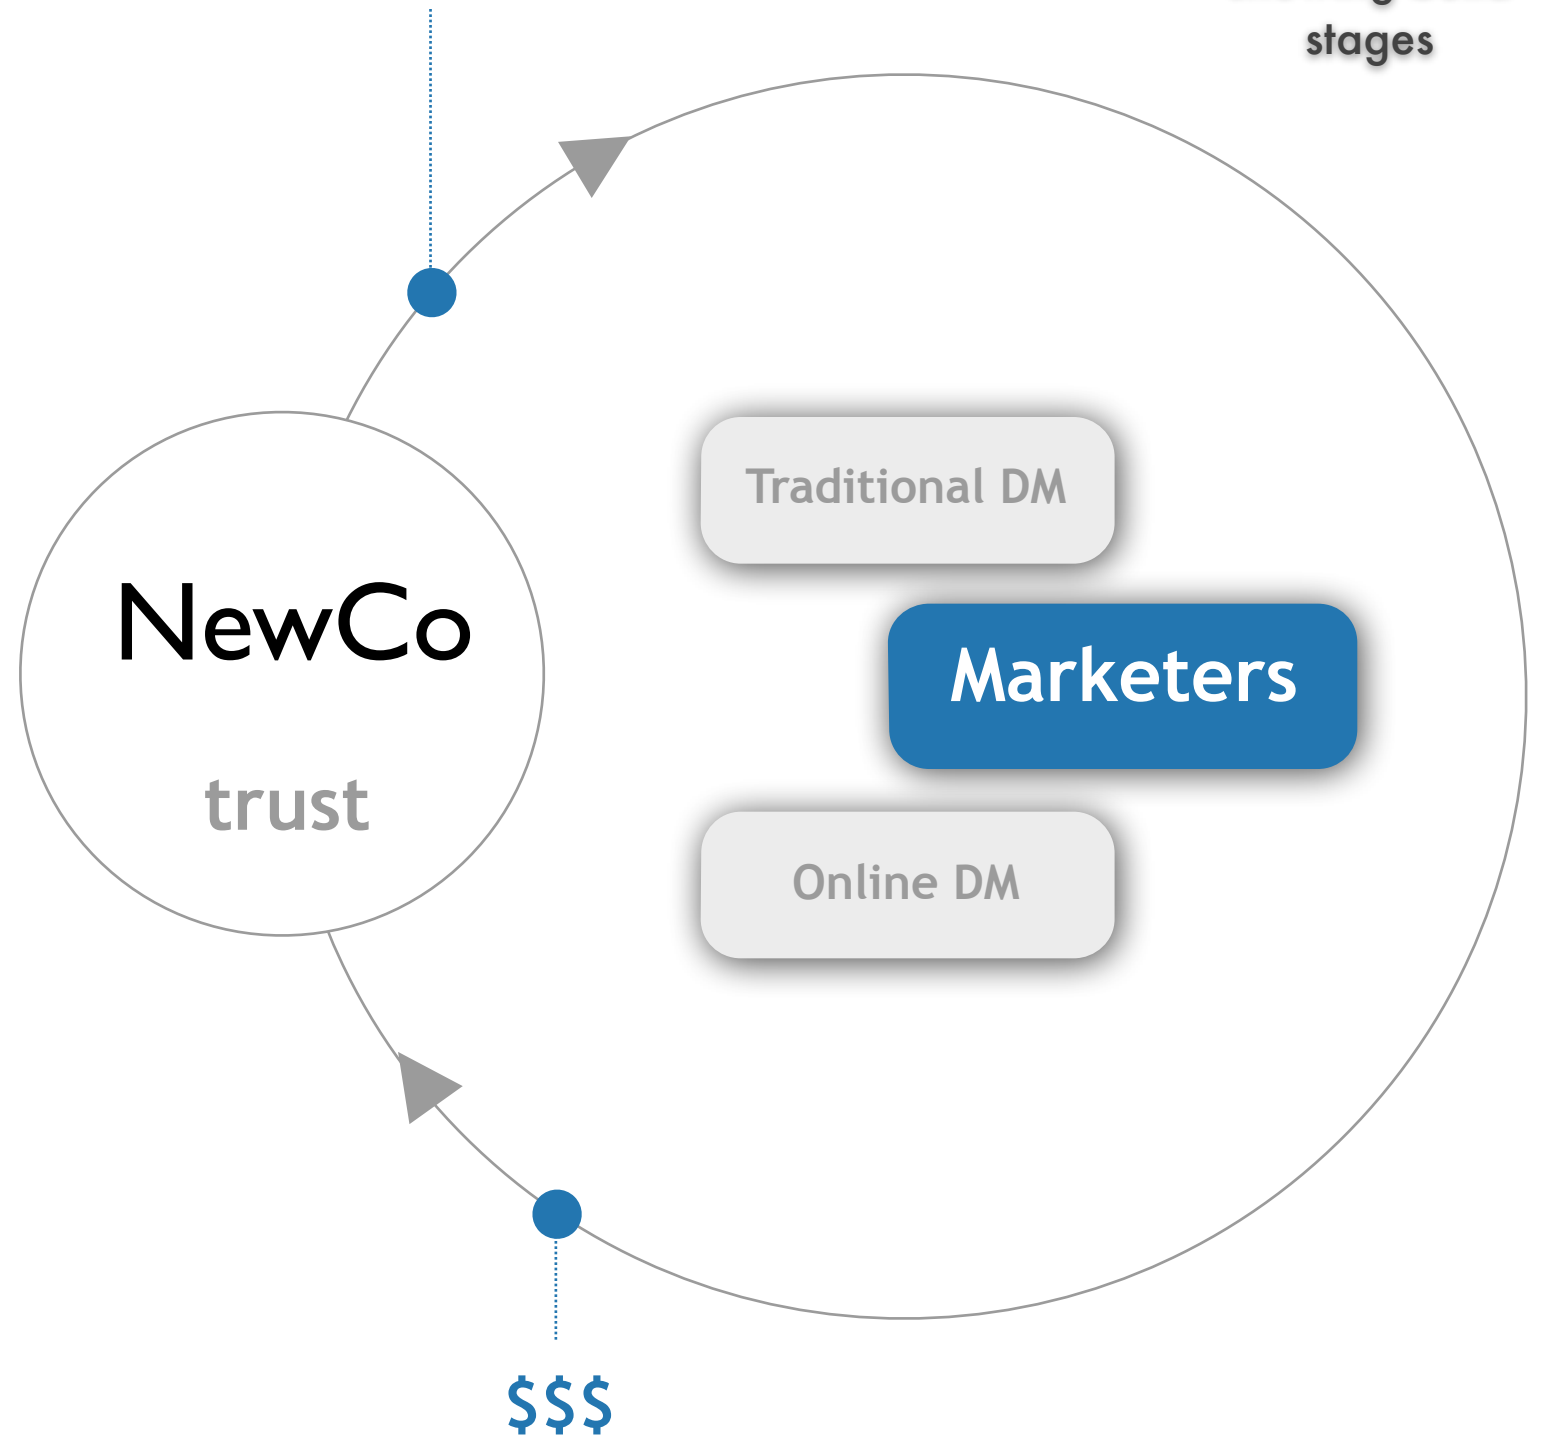 stages
Traditional DM
NewCo
Marketers
trust
Online DM
$$$